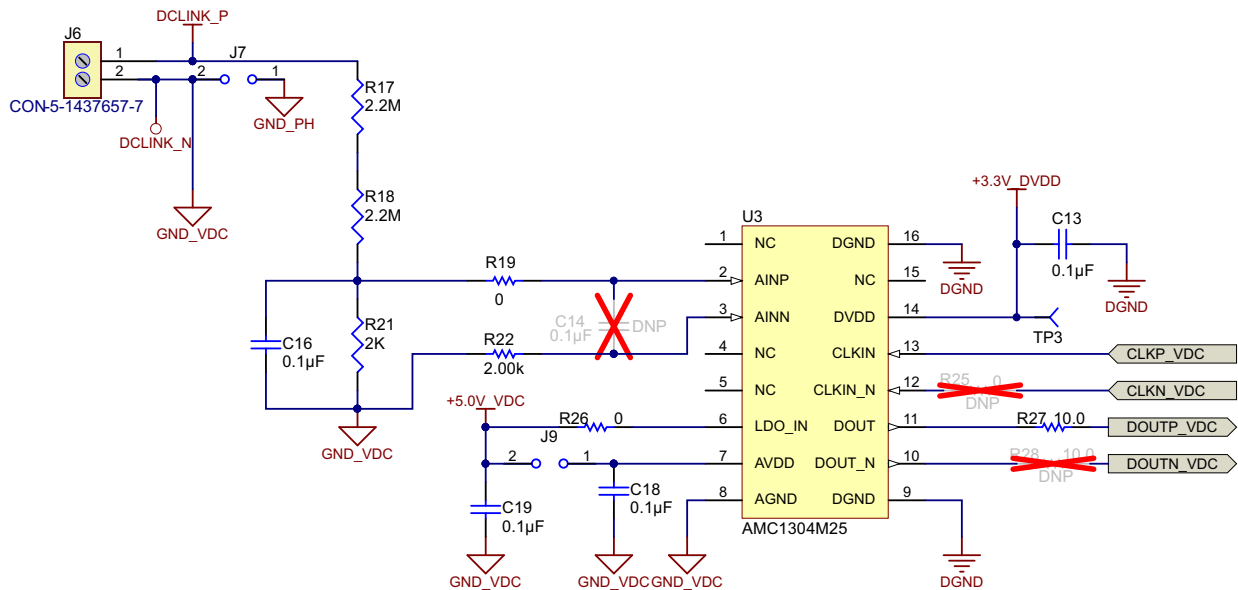 DCLINK_P
J6
1
2
CON-5-1437657-7
J7
2
1
GND_PH
DCLINK_N
GND_VDC
R17
2.2M
R18
2.2M
R19
0
C14
0.1µF
DNP
R21
2K
C16
0.1µF
R22
2.00k
GND_VDC
+5.0V_VDC
R26
0
J9
2
1
C19
0.1µF
C18
0.1µF
GND_VDC
GND_VDC
GND_VDC
U3
1
NC
2
AINP
3
AINN
4
NC
5
NC
6
LDO_IN
7
AVDD
8
AGND
DGND
16
NC
15
DVDD
14
CLKIN
13
CLKIN_N
12
DOUT
11
DOUT_N
10
DGND
9
AMC1304M25
+3.3V_DVDD
C13
0.1µF
DGND
DGND
TP3
CLKP_VDC
R25
0
DNP
CLKN_VDC
R27
10.0
DOUTP_VDC
R28
10.0
DNP
DOUTN_VDC
DGND